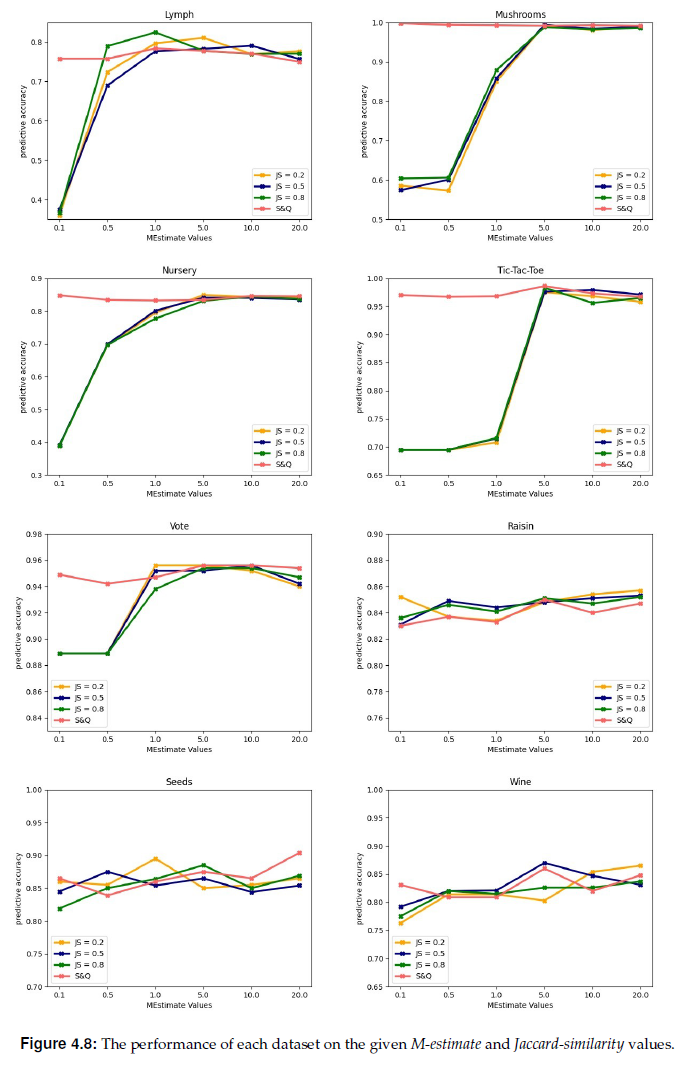 Lymph
predictive accuracy
0.8
0.7
0.6
0.5
0.4
0.1 0.5 1.0 5.0 10.0 20.0
MEstimate Values
JS = 0.2
JS = 0.5
JS = 0.8
S&Q
Mushrooms
predictive accuracy
1.0
0.9
0.8
0.7
0.6
0.5
0.1 0.5 1.0 5.0 10.0 20.0
MEstimate Values
JS = 0.2
JS = 0.5
JS = 0.8
S&Q
Nursery
predictive accuracy
0.9
0.8
0.7
0.6
0.5
0.4
0.3
0.1 0.5 1.0 5.0 10.0 20.0
MEstimate Values
JS = 0.2
JS = 0.5
JS = 0.8
S&Q
Tic-Tac-Toe
predictive accuracy
1.00
0.95
0.90
0.85
0.80
0.75
0.70
0.65
0.1 0.5 1.0 5.0 10.0 20.0
MEstimate Values
JS = 0.2
JS = 0.5
JS = 0.8
S&Q
Vote
predictive accuracy
0.98
0.96
0.94
0.92
0.90
0.88
0.86
0.84
0.1 0.5 1.0 5.0 10.0 20.0
MEstimate Values
JS = 0.2
JS = 0.5
JS = 0.8
S&Q
Raisin
predictive accuracy
0.90
0.88
0.86
0.84
0.82
0.80
0.78
0.76
0.1 0.5 1.0 5.0 10.0 20.0
MEstimate Values
JS = 0.2
JS = 0.5
JS = 0.8
S&Q
Seeds
predictive accuracy
1.00
0.95
0.90
0.85
0.80
0.75
0.70
0.1 0.5 1.0 5.0 10.0 20.0
MEstimate Values
JS = 0.2
JS = 0.5
JS = 0.8
S&Q
Wine
predictive accuracy
1.00
0.95
0.90
0.85
0.80
0.75
0.70
0.65
0.1 0.5 1.0 5.0 10.0 20.0
MEstimate Values
JS = 0.2
JS = 0.5
JS = 0.8
S&Q
Figure 4.8: The performance of each dataset on the given M-estimate and Jaccard-similarity values.